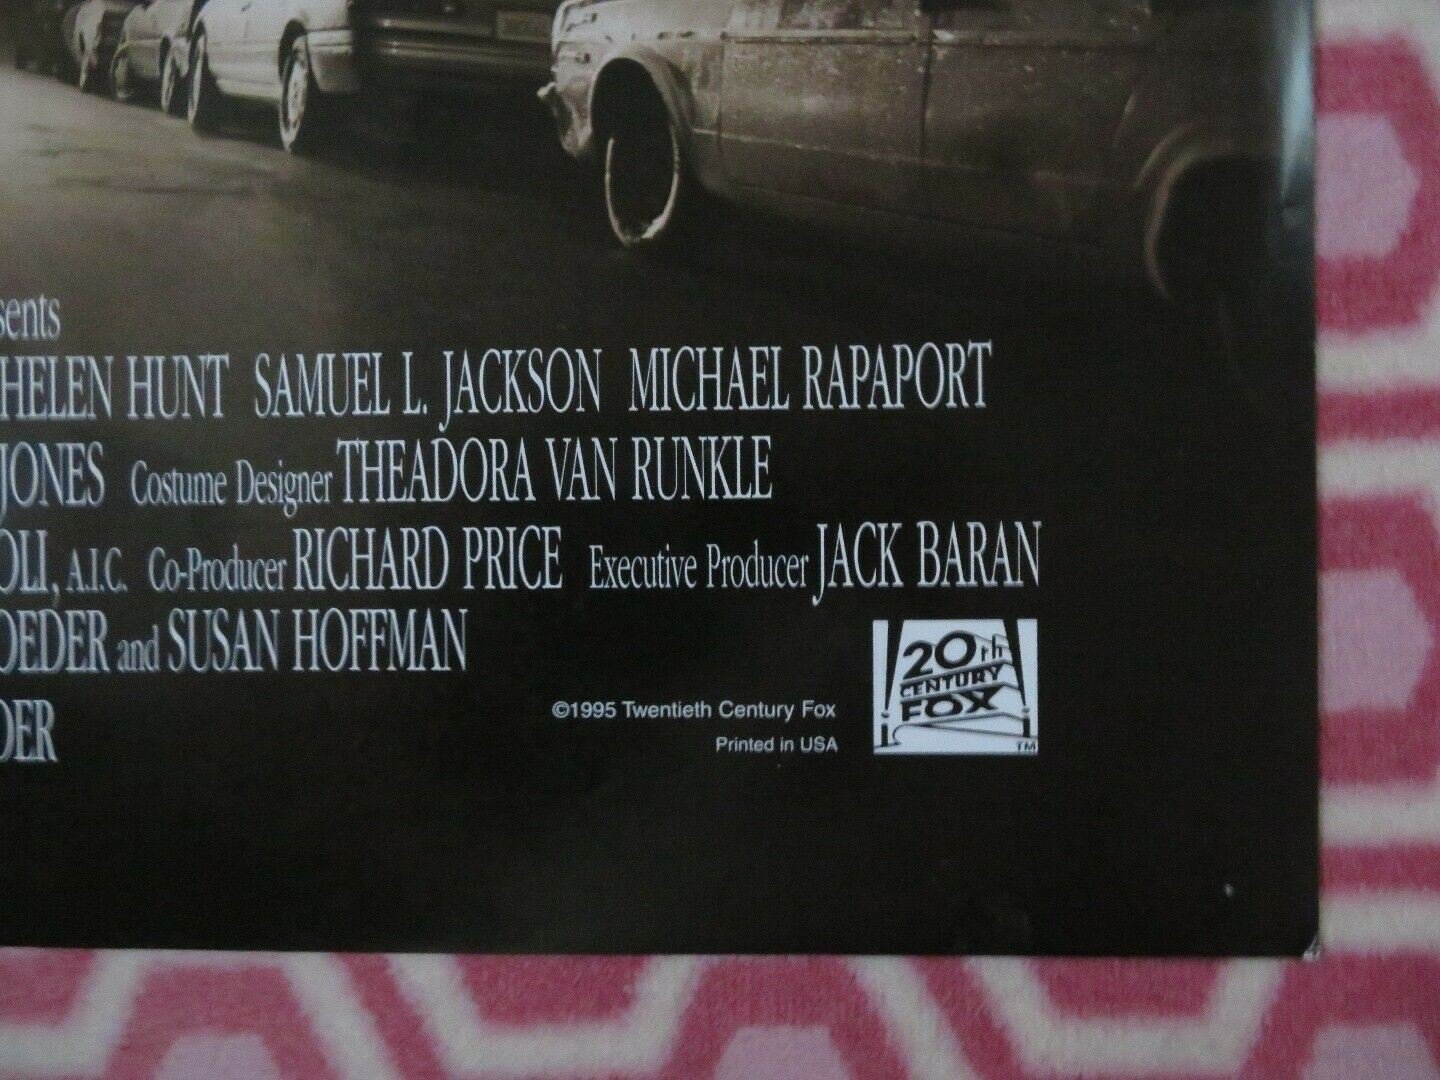 sents
HELEN HUNT SAMUEL L. JACKSON MICHAEL RAPAPORT
JONES Costume Designer THEADORA VAN RUNKLE
OLI, A.I.C. Co-Producer RICHARD PRICE Executive Producer JACK BARAN
OEDER and SUSAN HOFFMAN
DER
©1995 Twentieth Century Fox
Printed in USA
20th
CENTURY
FOX
TM